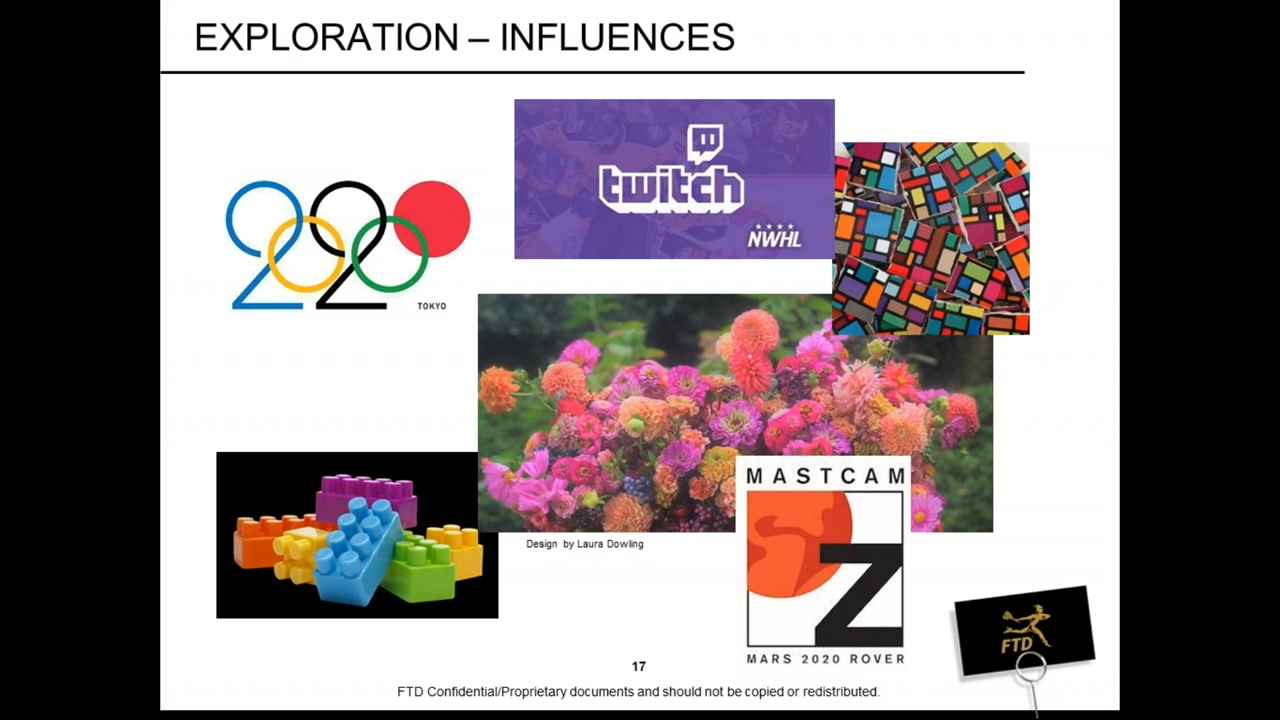 EXPLORATION – INFLUENCES
twitch
★★★★
NWHL
2020
TOKYO
MASTCAM
Z
MARS 2020 ROVER
Design by Laura Dowling
FTD
17
FTD Confidential/Proprietary documents and should not be copied or redistributed.